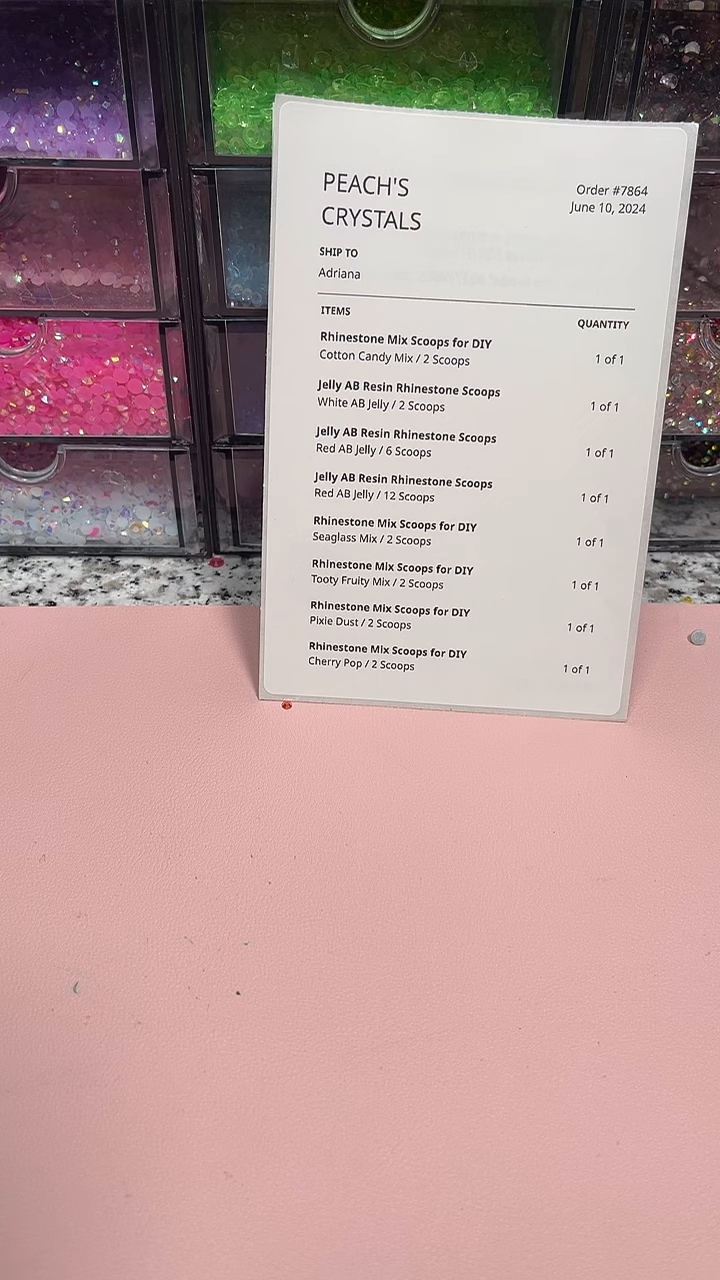 PEACH'S
CRYSTALS
Order #7864
June 10, 2024
SHIP TO
Adriana
ITEMS
QUANTITY
Rhinestone Mix Scoops for DIY
Cotton Candy Mix / 2 Scoops
1 of 1
Jelly AB Resin Rhinestone Scoops
White AB Jelly / 2 Scoops
1 of 1
Jelly AB Resin Rhinestone Scoops
Red AB Jelly / 6 Scoops
1 of 1
Jelly AB Resin Rhinestone Scoops
Red AB Jelly / 12 Scoops
1 of 1
Rhinestone Mix Scoops for DIY
Seaglass Mix / 2 Scoops
1 of 1
Rhinestone Mix Scoops for DIY
Tooty Fruity Mix / 2 Scoops
1 of 1
Rhinestone Mix Scoops for DIY
Pixie Dust / 2 Scoops
1 of 1
Rhinestone Mix Scoops for DIY
Cherry Pop / 2 Scoops
1 of 1